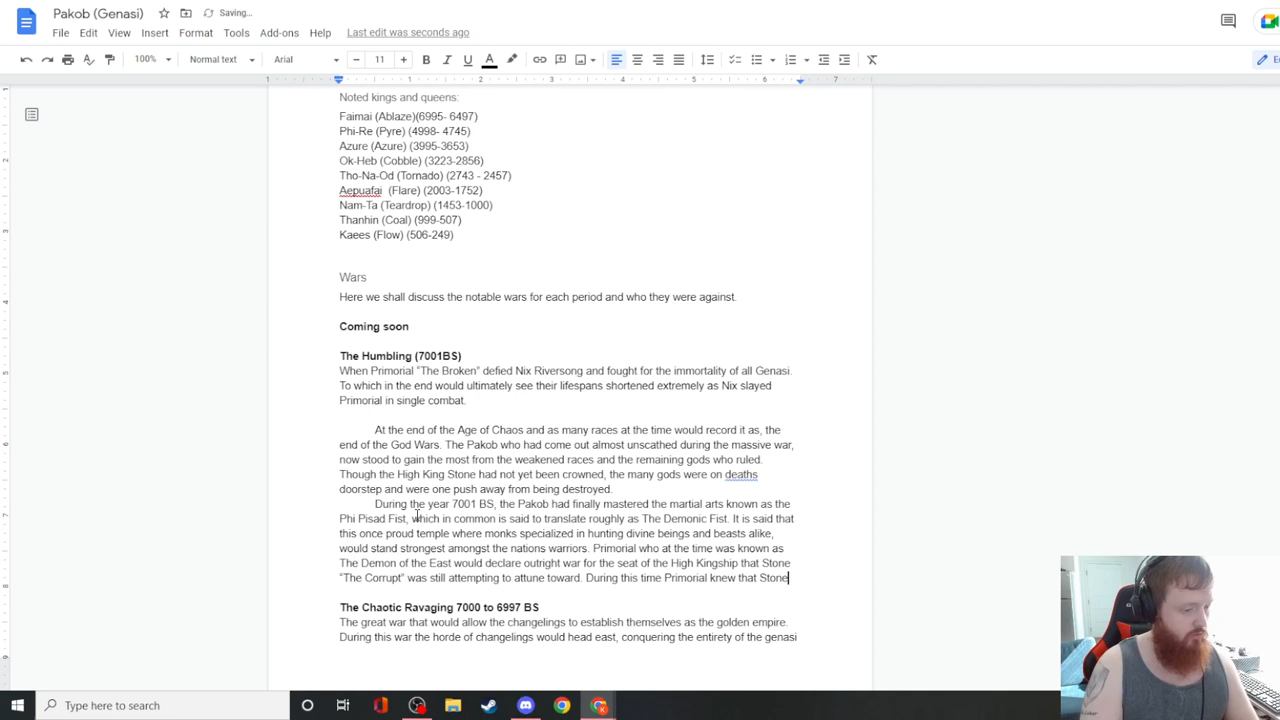 Pakob (Genasi)
Saving...
File Edit View Insert Format Tools Add-ons Help Last edit was seconds ago
100% Normal text Arial 11
1 1 2 3 4 5 6 7
Noted kings and queens:
Faimai (Ablaze)(6995- 6497)
Phi-Re (Pyre) (4998- 4745)
Azure (Azure) (3995-3653)
Ok-Heb (Cobble) (3223-2856)
Tho-Na-Od (Tornado) (2743 - 2457)
Aepuafai (Flare) (2003-1752)
Nam-Ta (Teardrop) (1453-1000)
Thanhin (Coal) (999-507)
Kaees (Flow) (506-249)
Wars
Here we shall discuss the notable wars for each period and who they were against.
Coming soon
The Humbling (7001BS)
When Primorial “The Broken” defied Nix Riversong and fought for the immortality of all Genasi.
To which in the end would ultimately see their lifespans shortened extremely as Nix slayed
Primorial in single combat.
At the end of the Age of Chaos and as many races at the time would record it as, the
end of the God Wars. The Pakob who had come out almost unscathed during the massive war,
now stood to gain the most from the weakened races and the remaining gods who ruled.
Though the High King Stone had not yet been crowned, the many gods were on deaths
doorstep and were one push away from being destroyed.
During the year 7001 BS, the Pakob had finally mastered the martial arts known as the
Phi Pisad Fist, which in common is said to translate roughly as The Demonic Fist. It is said that
this once proud temple where monks specialized in hunting divine beings and beasts alike,
would stand strongest amongst the nations warriors. Primorial who at the time was known as
The Demon of the East would declare outright war for the seat of the High Kingship that Stone
“The Corrupt” was still attempting to attune toward. During this time Primorial knew that Stone
The Chaotic Ravaging 7000 to 6997 BS
The great war that would allow the changelings to establish themselves as the golden empire.
During this war the horde of changelings would head east, conquering the entirety of the genasi
Type here to search